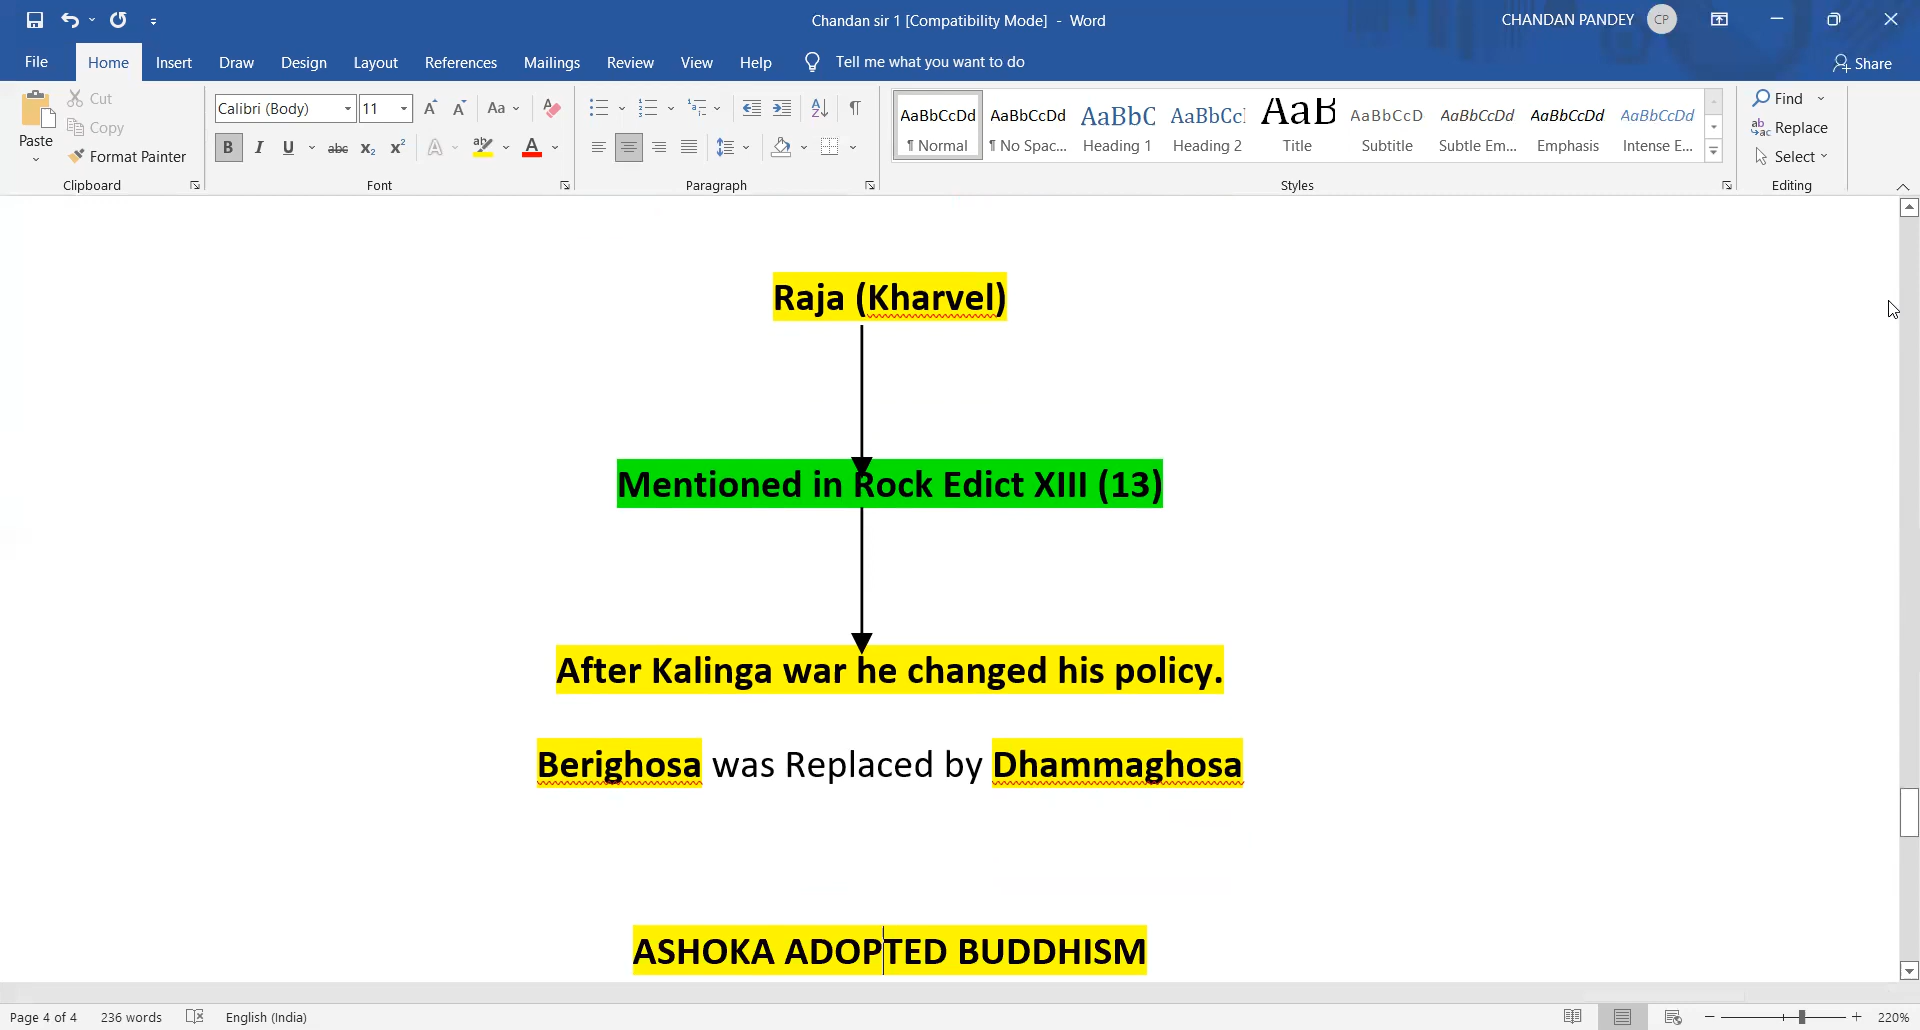 Chandan sir 1 [Compatibility Mode] - Word
CHANDAN PANDEY CP
File Home Insert Draw Design Layout References Mailings Review View Help Tell me what you want to do Share
Paste
Cut
Copy
Format Painter
Clipboard
Calibri (Body) 11
Font
Paragraph
AaBbCcDd AaBbCcDd AaBbC AaBbCc AaB AaBbCcD AaBbCcDd AaBbCcDd AaBbCcDd
¶ Normal ¶ No Spac... Heading 1 Heading 2 Title Subtitle Subtle Em... Emphasis Intense E...
Styles
Find
Replace
Select
Editing
Raja (Kharvel)
Mentioned in Rock Edict XIII (13)
After Kalinga war he changed his policy.
Berighosa was Replaced by Dhammaghosa
ASHOKA ADOPTED BUDDHISM
Page 4 of 4 236 words English (India) 220%